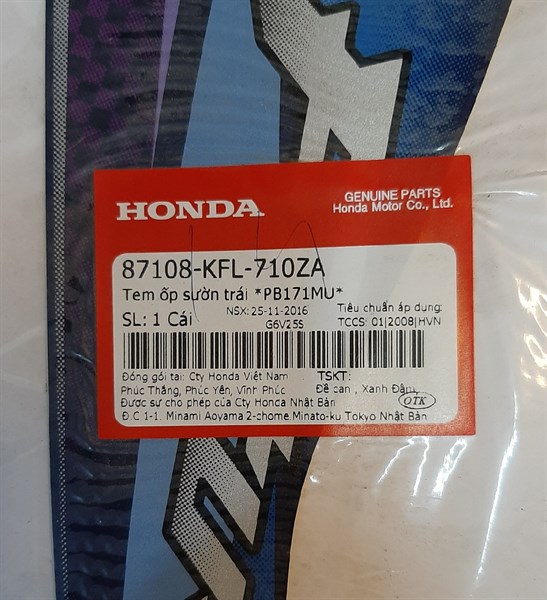 HONDA
GENUINE PARTS
Honda Motor Co., Ltd.
87108-KFL-710ZA
Tem ốp sườn trái *PB171MU*
SL: 1 Cái
NSX: 25-11-2016
G6V25S
Tiêu chuẩn áp dụng:
TCCS: 01|2008|HVN
Đóng gói tại: Cty Honda Việt Nam
Phúc Thắng, Phúc Yên, Vĩnh Phúc
Được sự cho phép của Cty Honda Nhật Bản
Đ.C 1-1. Minami Aoyama 2-chome Minato-ku Tokyo Nhật Bản
TSKT:
Đề can , Xanh Đậm,
OTK